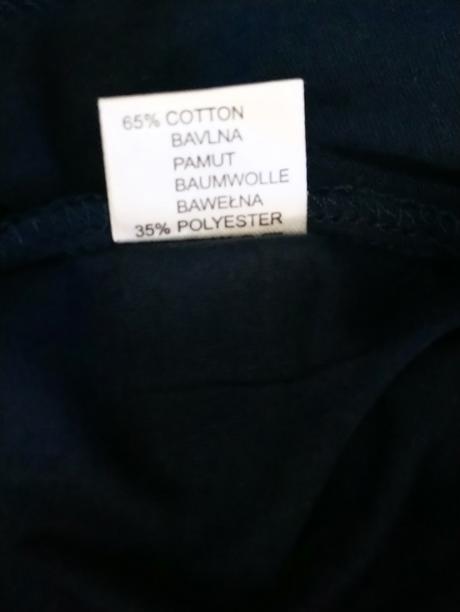 65% COTTON
BAVLNA
PAMUT
BAUMWOLLE
BAWEŁNA
35% POLYESTER